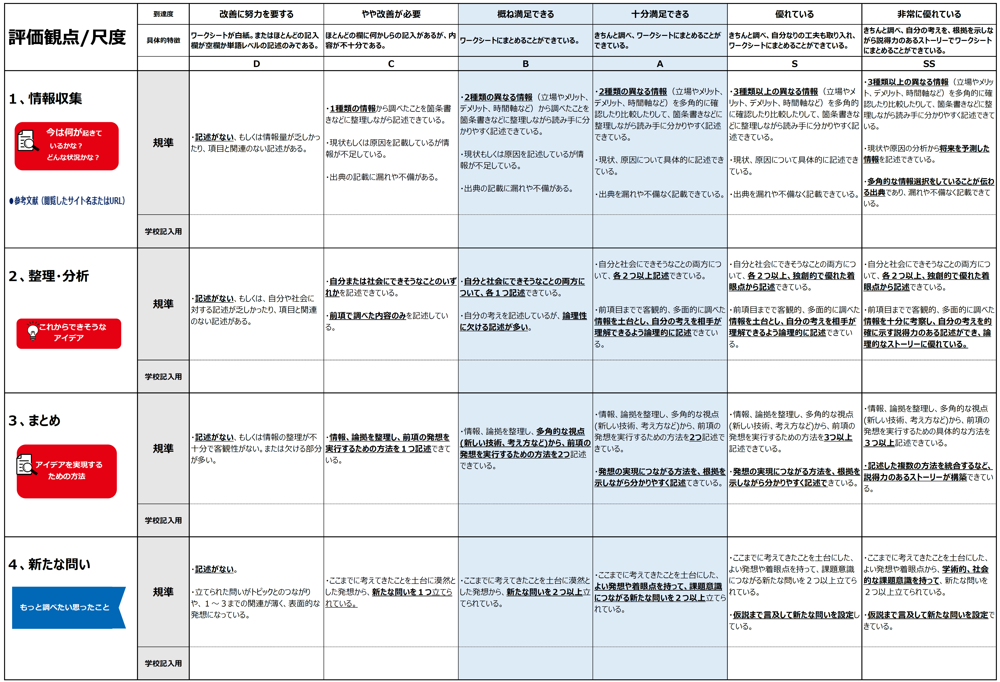 評価観点/尺度
到達度
改善に努力を要する
やや改善が必要
概ね満足できる
十分満足できる
優れている
非常に優れている
具体的特徴
ワークシートが白紙。またはほとんどの記入
欄が空欄か単語レベルの記述のみである。
ほとんどの欄に何かしらの記入があるが、内
容が不十分である。
ワークシートにまとめることができている。
きちんと調べ、ワークシートにまとめることが
できている。
きちんと調べ、自分なりの工夫も取り入れ、
ワークシートにまとめることができている。
きちんと調べ、自分の考えを、根拠を示しな
がら説得力のあるストーリーでワークシート
にまとめることができている。
D
C
B
A
S
SS
1、情報収集
今は何が起きて
いるかな?
どんな状況かな?
●参考文献(閲覧したサイト名またはURL)
規準
・記述がない、もしくは情報量が乏しかっ
たり、項目と関連のない記述がある。
・1種類の情報から調べたことを箇条書
きなどに整理しながら記述できている。
・現状もしくは原因を記載しているが情
報が不足している。
・出典の記載に漏れや不備がある。
・2種類の異なる情報(立場やメリット、
デメリット、時間軸など)から調べたことを
箇条書きなどに整理しながら読み手に分
かりやすく記述できている。
・現状もしくは原因を記述しているが情
報が不足している。
・出典の記載に漏れや不備がある。
・2種類の異なる情報(立場やメリット、
デメリット、時間軸など)を多角的に確
認したり比較したりして、箇条書きなどに
整理しながら読み手に分かりやすく記述
できている。
・現状、原因について具体的に記述でき
ている。
・出典を漏れや不備なく記載できている。
・3種類以上の異なる情報(立場やメ
リット、デメリット、時間軸など)を多角的
に確認したり比較したりして、箇条書きな
どに整理しながら読み手に分かりやすく記
述できている。
・現状、原因について具体的に記述でき
ている。
・出典を漏れや不備なく記載できている。
・3種類以上の異なる情報(立場やメリッ
ト、デメリット、時間軸など)を多角的に確
認したり比較したりして、箇条書きなどに整
理しながら読み手に分かりやすく記述できて
いる。
・現状や原因の分析から将来を予測した
情報を記述できている。
・多角的な情報選択をしていることが伝わ
る出典であり、漏れや不備なく記載できて
いる。
学校記入用
2、整理・分析
これからできそうな
アイデア
規準
・記述がない、もしくは、自分や社会に
対する記述が乏しかったり、項目と関連
のない記述がある。
・自分または社会にできそうなことのいず
れかを記述できている。
・前項で調べた内容のみを記述してい
る。
・自分と社会にできそうなことの両方に
ついて、各1つ記述できている。
・自分の考えを記述しているが、論理性
に欠ける記述が多い。
・自分と社会にできそうなことの両方につ
いて、各2つ以上記述できている。
・前項目までで客観的、多面的に調べた
情報を土台とし、自分の考えを相手が
理解できるよう論理的に記述できてい
る。
・自分と社会にできそうなことの両方につ
いて、各2つ以上、独創的で優れた着
眼点から記述できている。
・前項目までで客観的、多面的に調べた
情報を土台とし、自分の考えを相手が
理解できるよう論理的に記述できてい
る。
・自分と社会にできそうなことの両方につ
いて、各2つ以上、独創的で優れた着
眼点から記述できている。
・前項目までで客観的、多面的に調べた
情報を十分に考察し、自分の考えを的
確に示す説得力のある記述ができ、論
理的なストーリーに優れている。
学校記入用
3、まとめ
アイデアを実現する
ための方法
規準
・記述がない、もしくは情報の整理が不
十分で客観性がない。または欠ける部分
が多い。
・情報、論拠を整理し、前項の発想を
実行するための方法を1つ記述できて
いる。
・情報、論拠を整理し、多角的な視点
(新しい技術、考え方など)から、前項の
発想を実行するための方法を2つ記述
できている。
・情報、論拠を整理し、多角的な視点
(新しい技術、考え方など)から、前項の
発想を実行するための方法を2つ記述で
きている。
・発想の実現につながる方法を、根拠を
示しながら分かりやすく記述てきている。
・情報、論拠を整理し、多角的な視点
(新しい技術、考え方など)から、前項の
発想を実行するための方法を3つ以上
記述できている。
・発想の実現につながる方法を、根拠を
示しながら分かりやすく記述できている。
・情報、論拠を整理し、多角的な視点
(新しい技術、考え方など)から、前項の
発想を実行するための具体的な方法を
3つ以上記述できている。
・記述した複数の方法を統合するなど、
説得力のあるストーリーが構築できてい
る。
学校記入用
4、新たな問い
もっと調べたい思ったこと
規準
・記述がない。
・立てられた問いがトピックとのつながり
や、1~3までの関連が薄く、表面的な
発想になっている。
・ここまでに考えてきたことを土台に漠然と
した発想から、新たな問いを1つ立てら
れている。
・ここまでに考えてきたことを土台に漠然と
した発想から、新たな問いを2つ以上立
てられている。
・ここまでに考えてきたことを土台にした、
よい発想や着眼点を持って、課題意識
につながる新たな問いを2つ以上立てら
れている。
・ここまでに考えてきたことを土台にした、
よい発想や着眼点を持って、課題意識
につながる新たな問いを2つ以上立てら
れている。
・仮説まで言及して新たな問いを設定し
ている。
・ここまでに考えてきたことを土台にした、
よい発想や着眼点から、学術的、社会
的な課題意識を持って、新たな問いを
2つ以上立てられている。
・仮説まで言及して新たな問いを設定で
きている。
学校記入用